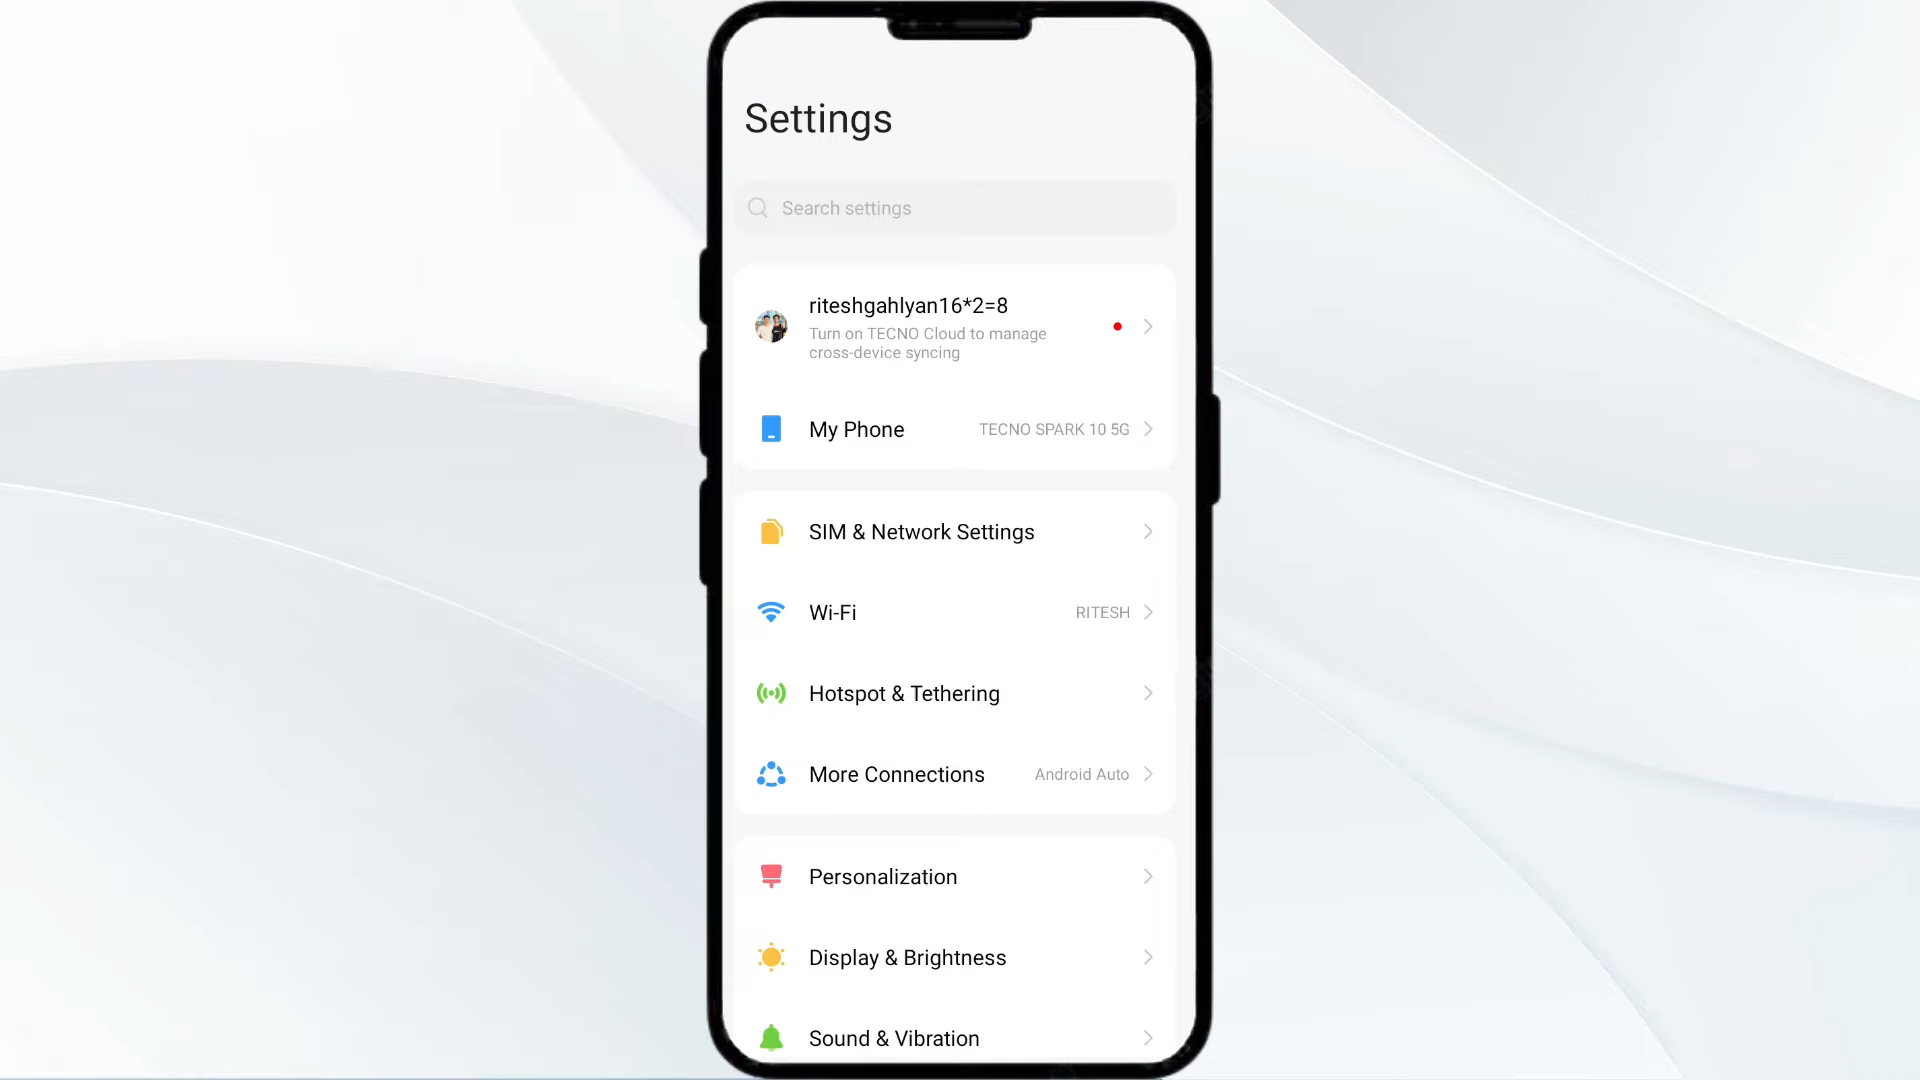 Settings
Search settings
riteshgahlyan16*2=8
Turn on TECNO Cloud to manage
cross-device syncing
My Phone TECNO SPARK 10 5G
SIM & Network Settings
Wi-Fi RITESH
Hotspot & Tethering
More Connections Android Auto
Personalization
Display & Brightness
Sound & Vibration